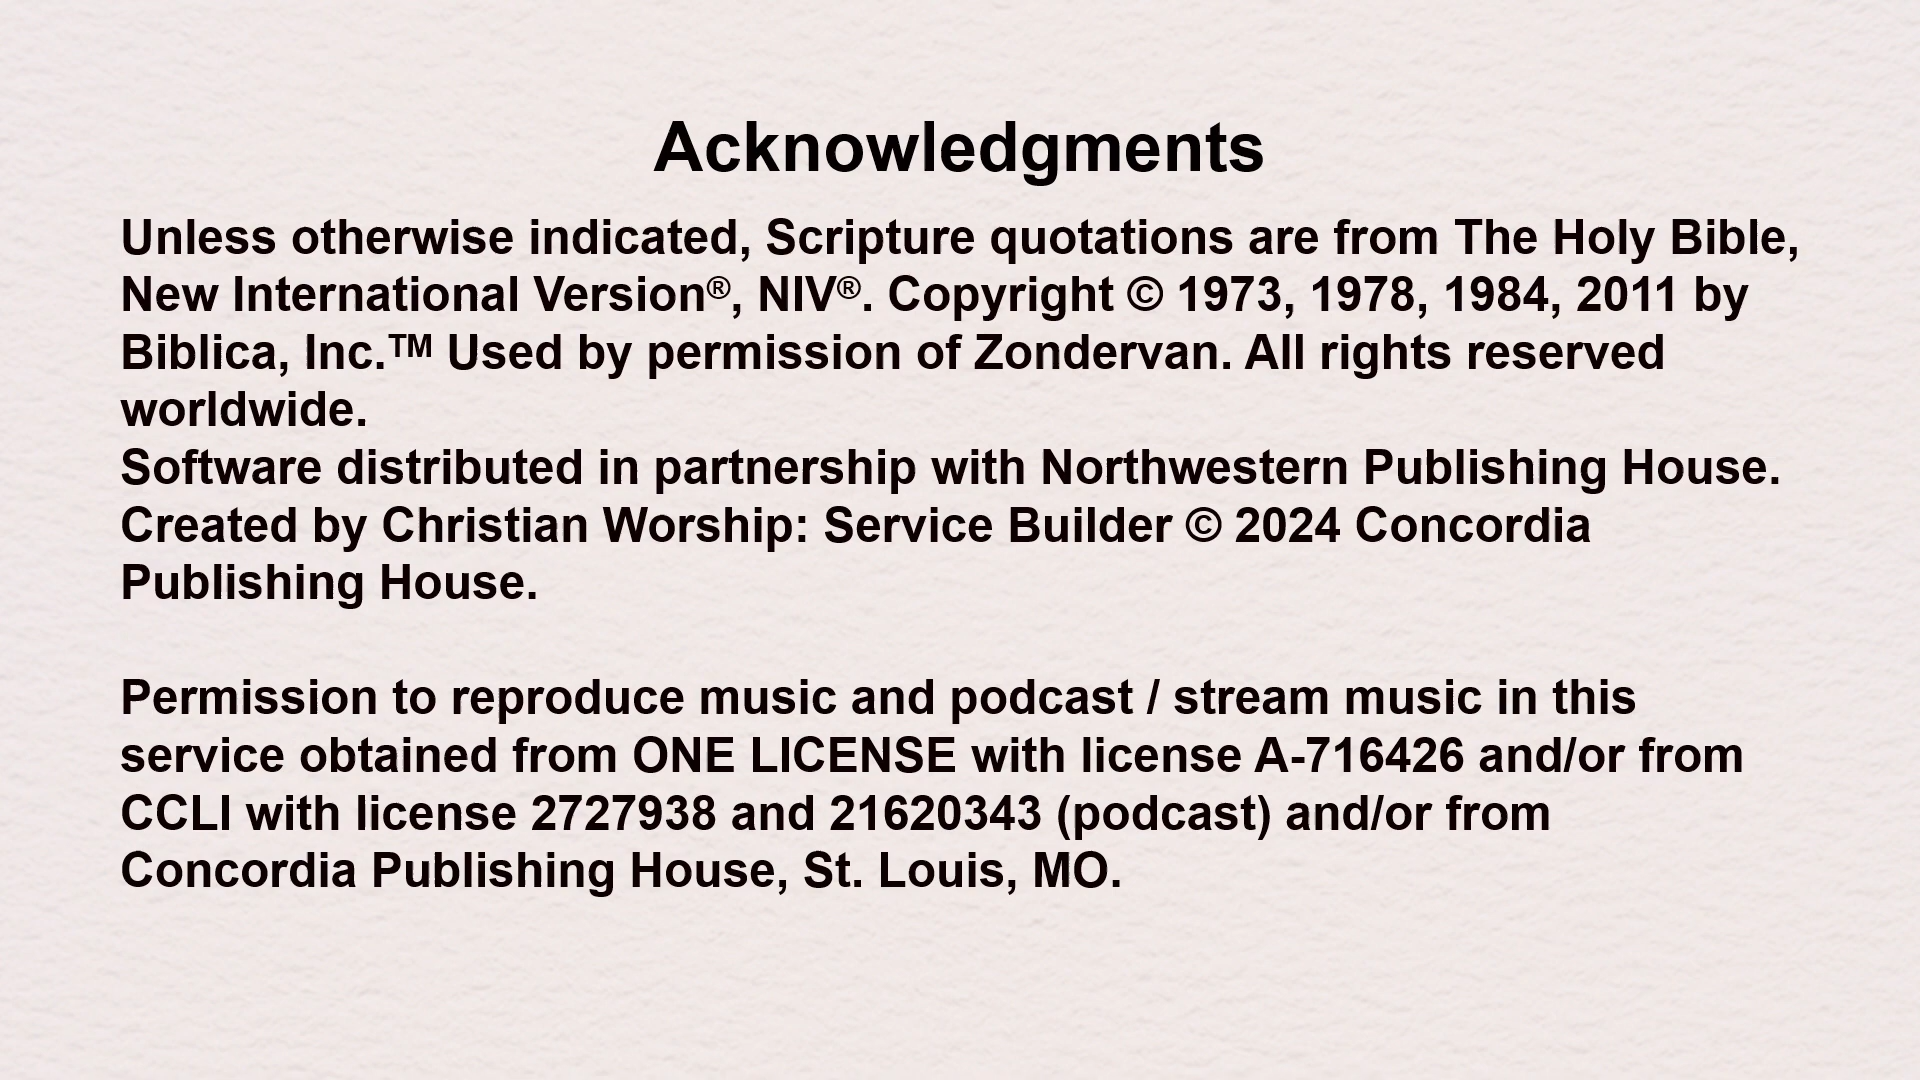 Acknowledgments
Unless otherwise indicated, Scripture quotations are from The Holy Bible,
New International Version®, NIV®. Copyright © 1973, 1978, 1984, 2011 by
Biblica, Inc.™ Used by permission of Zondervan. All rights reserved
worldwide.
Software distributed in partnership with Northwestern Publishing House.
Created by Christian Worship: Service Builder © 2024 Concordia
Publishing House.
Permission to reproduce music and podcast / stream music in this
service obtained from ONE LICENSE with license A-716426 and/or from
CCLI with license 2727938 and 21620343 (podcast) and/or from
Concordia Publishing House, St. Louis, MO.